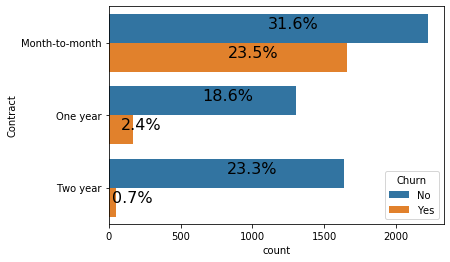 31.6%
Month-to-month
23.5%
18.6%
One year
2.4%
Contract
23.3%
Two year
0.7%
Churn
No
Yes
0 500 1000 1500 2000
count